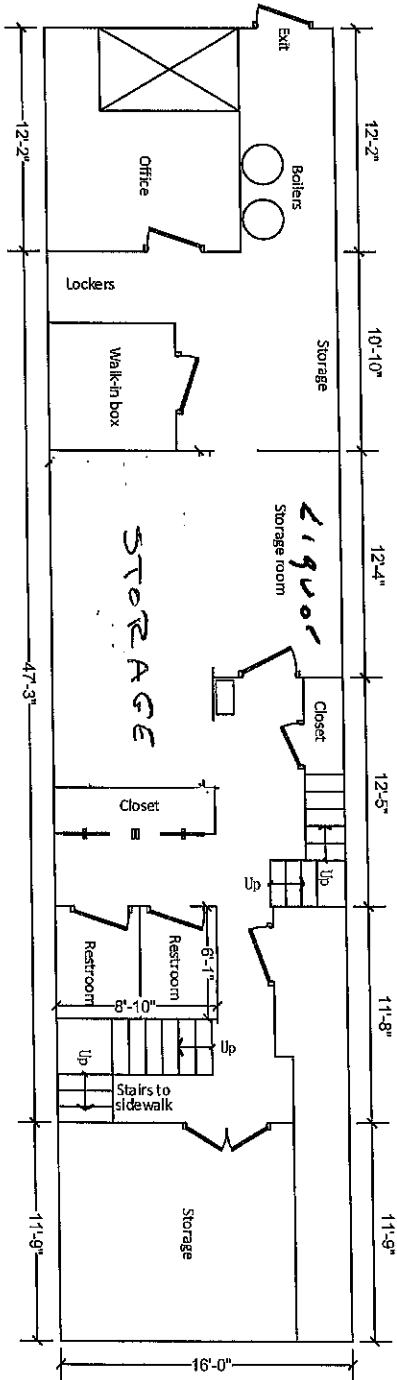 Exit
12'-2"
Boilers
Office
12'-2"
Lockers
Storage
10'-10"
Walk-in box
LIQUOR
Storage room
12'-4"
STORAGE
47'-3"
Closet
12'-5"
Closet
Up
Up
Restroom
Restroom
6'-1"
8'-10"
11'-8"
Up
Up
Stairs to
sidewalk
Storage
11'-9"
11'-9"
16'-0"